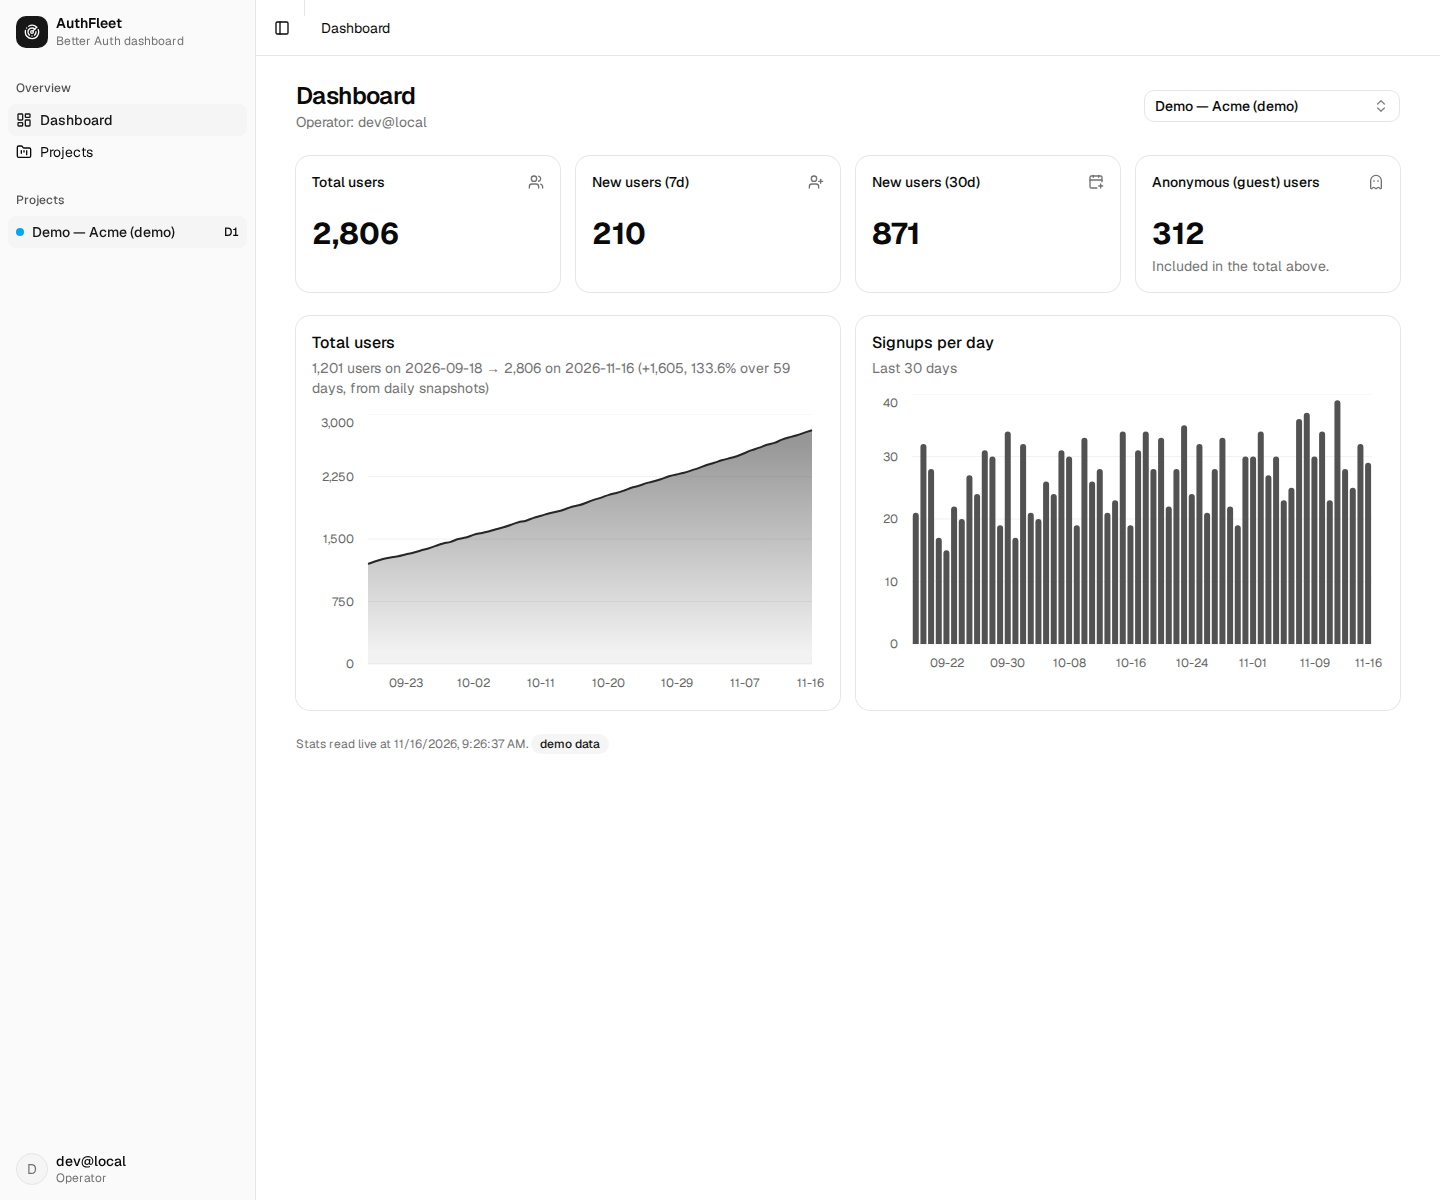 AuthFleet
Better Auth dashboard
Overview
Dashboard
Projects
Projects
Demo — Acme (demo)
D1
dev@local
D
Operator
Dashboard
Dashboard
Operator: dev@local
Demo — Acme (demo)
Total users
2,806
New users (7d)
210
New users (30d)
871
Anonymous (guest) users
312
Included in the total above.
Total users
1,201 users on 2026-09-18 → 2,806 on 2026-11-16 (+1,605, 133.6% over 59
days, from daily snapshots)
3,000
2,250
1,500
750
0
09-23 10-02 10-11 10-20 10-29 11-07 11-16
Signups per day
Last 30 days
40
30
20
10
0
09-22 09-30 10-08 10-16 10-24 11-01 11-09 11-16
Stats read live at 11/16/2026, 9:26:37 AM. demo data